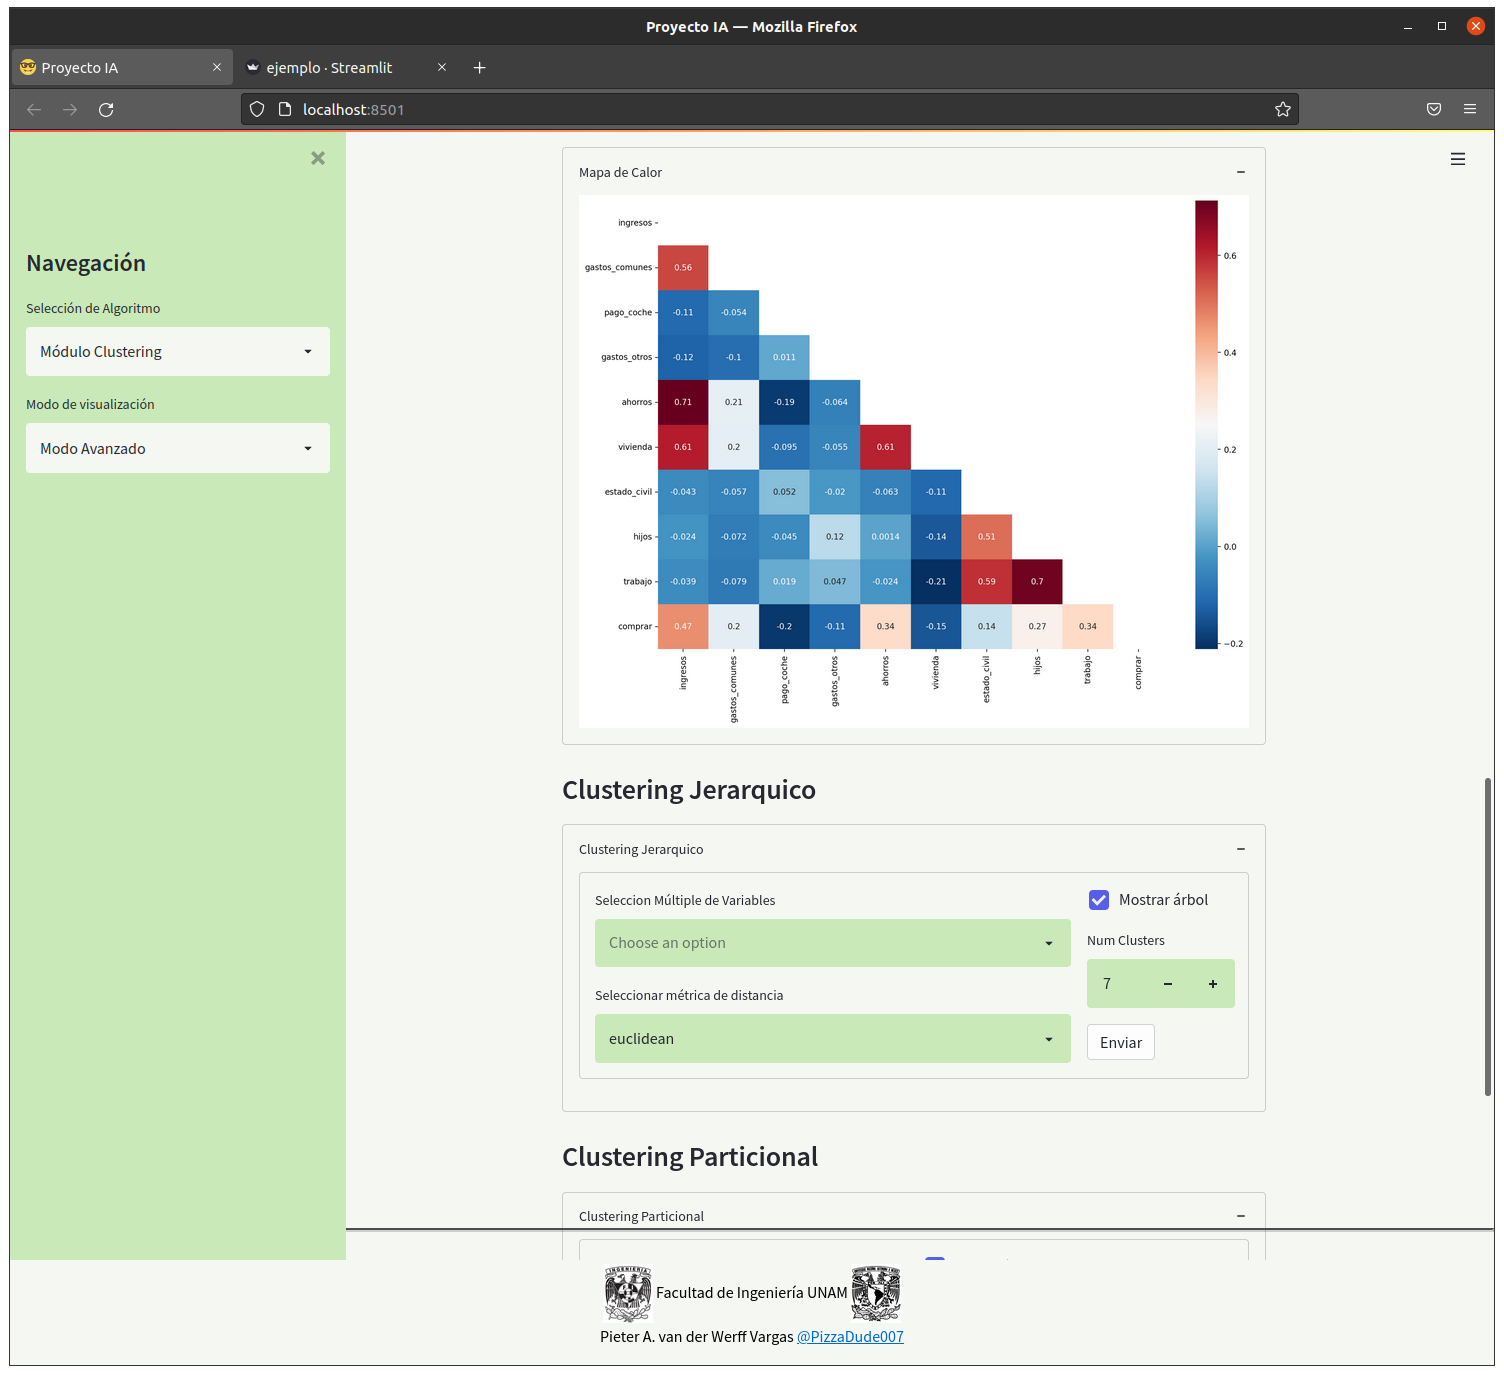 Proyecto IA — Mozilla Firefox
Proyecto IA
ejemplo · Streamlit
localhost:8501
Navegación
Selección de Algoritmo
Módulo Clustering
Modo de visualización
Modo Avanzado
Mapa de Calor
ingresos
gastos_comunes 0.56
pago_coche -0.11 -0.054
gastos_otros -0.12 -0.1 0.011
ahorros 0.71 0.21 -0.19 -0.064
vivienda 0.61 0.2 -0.095 -0.055 0.61
estado_civil -0.043 -0.057 0.052 -0.02 -0.063 -0.11
hijos -0.024 -0.072 -0.045 0.12 0.0014 -0.14 0.51
trabajo -0.039 -0.079 0.019 0.047 -0.024 -0.21 0.59 0.7
comprar 0.47 0.2 -0.2 -0.11 0.34 -0.15 0.14 0.27 0.34
ingresos gastos_comunes pago_coche gastos_otros ahorros vivienda estado_civil hijos trabajo comprar
0.6
0.4
0.2
0.0
−0.2
Clustering Jerarquico
Clustering Jerarquico
Seleccion Múltiple de Variables
Choose an option
Seleccionar métrica de distancia
euclidean
Mostrar árbol
Num Clusters
7
Enviar
Clustering Particional
Clustering Particional
INGENIERIA
Facultad de Ingeniería UNAM
Pieter A. van der Werff Vargas @PizzaDude007